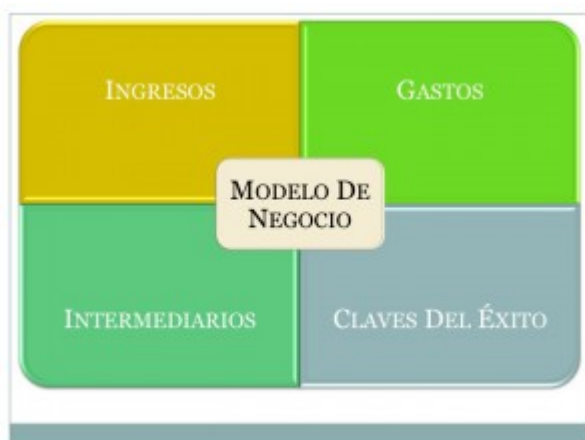 Ingresos
Gastos
Modelo De
Negocio
Intermediarios
Claves Del Éxito